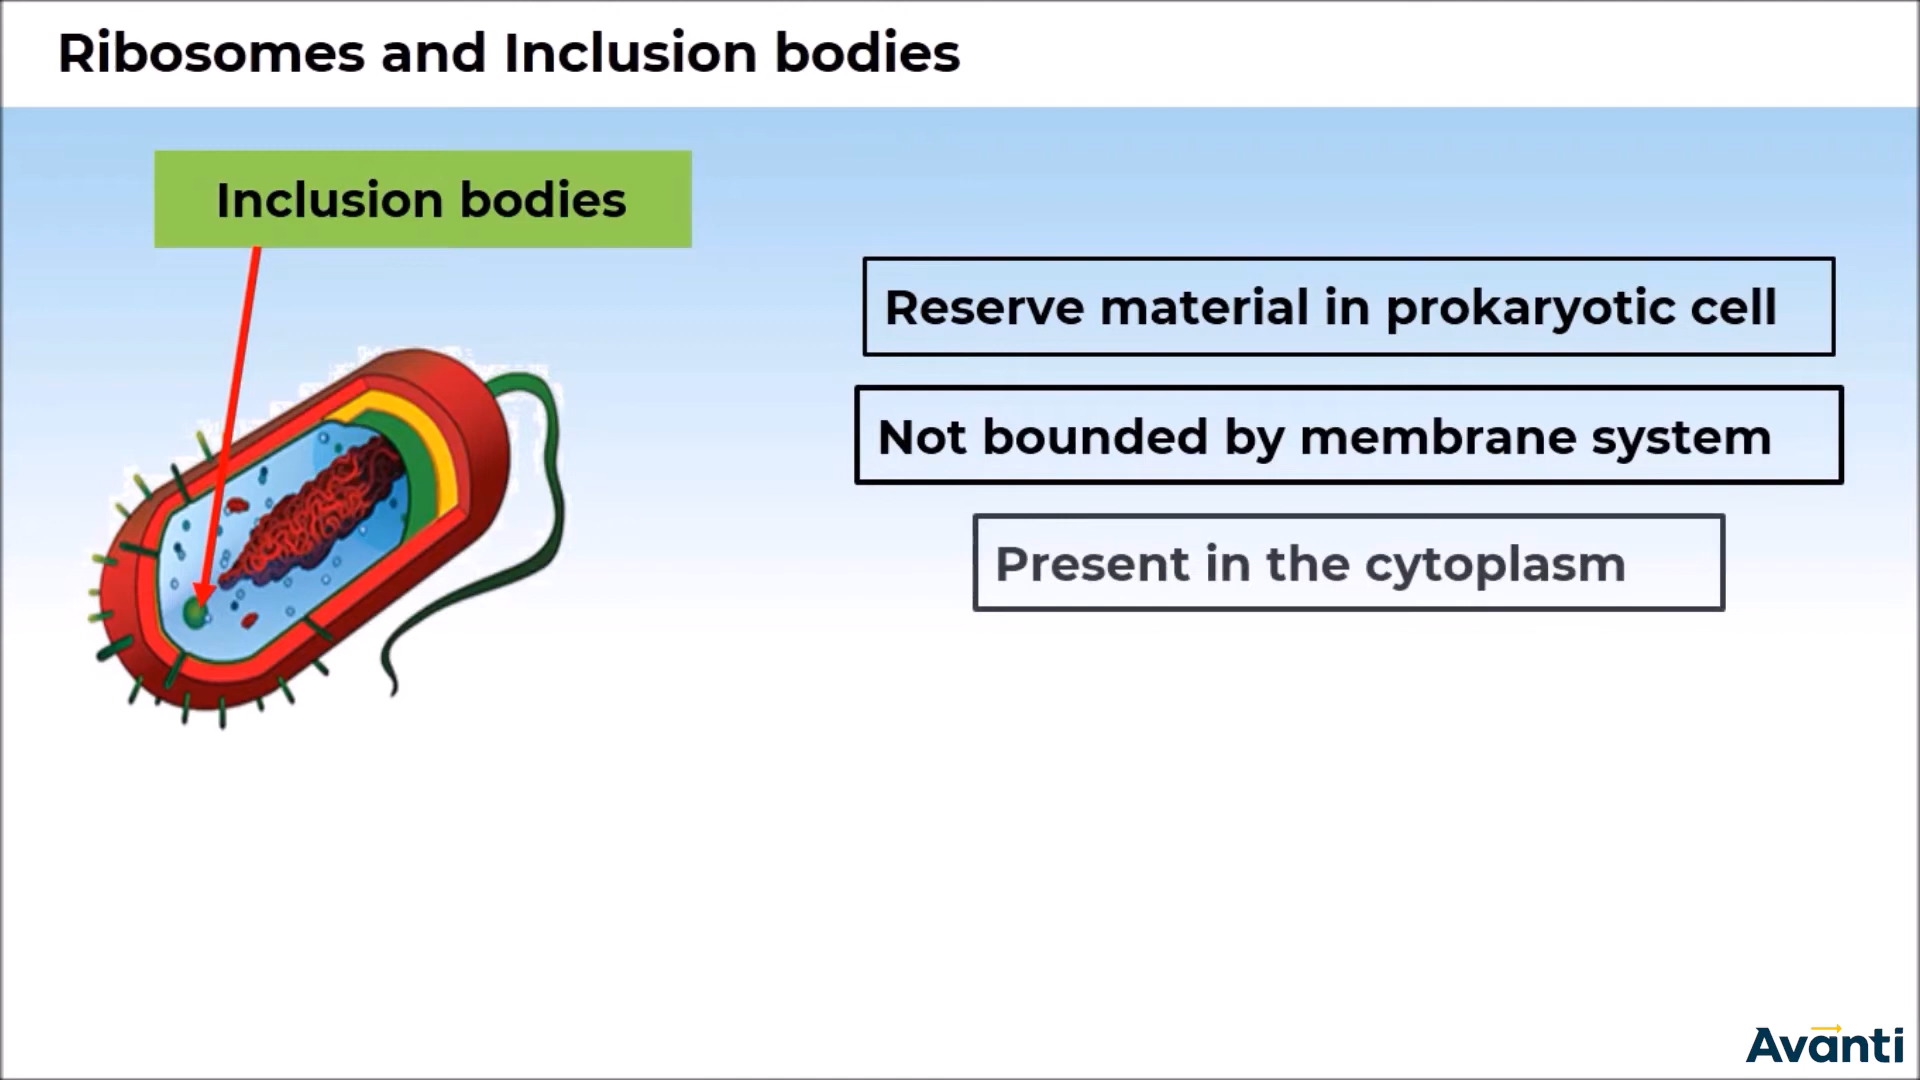 Ribosomes and Inclusion bodies
Inclusion bodies
Reserve material in prokaryotic cell
Not bounded by membrane system
Present in the cytoplasm
Avanti